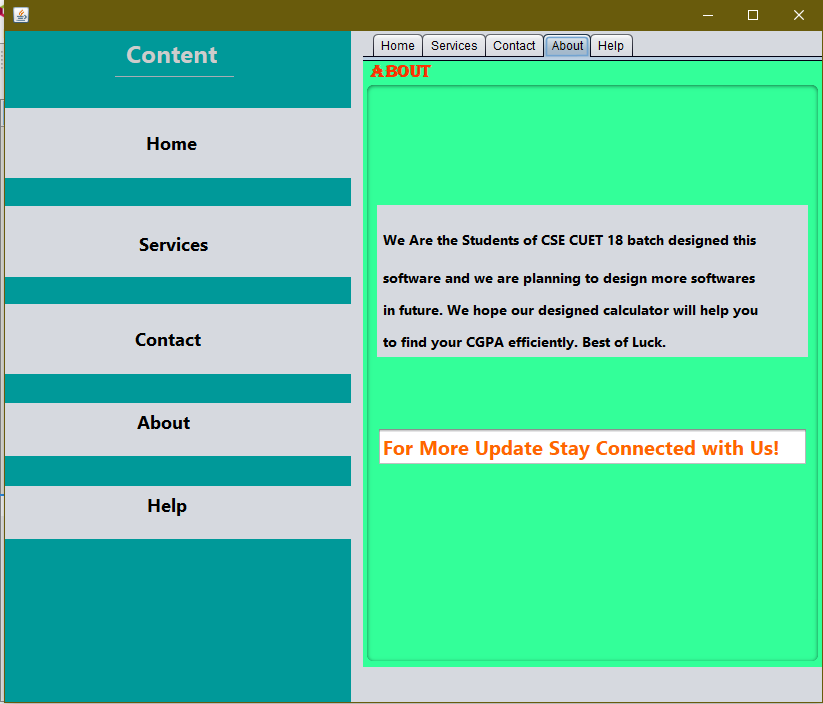 Content
Home
Services
Contact
About
Help
Home Services Contact About Help
ABOUT
We Are the Students of CSE CUET 18 batch designed this
software and we are planning to design more softwares
in future. We hope our designed calculator will help you
to find your CGPA efficiently. Best of Luck.
For More Update Stay Connected with Us!